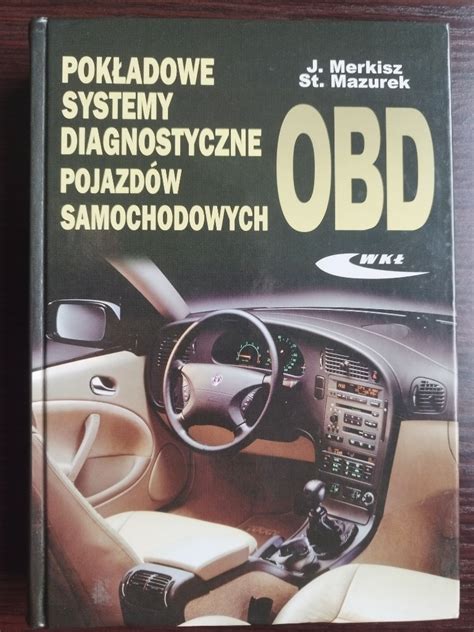 J. Merkisz
St. Mazurek
POKŁADOWE
SYSTEMY
DIAGNOSTYCZNE
POJAZDÓW
SAMOCHODOWYCH
OBD
WKŁ